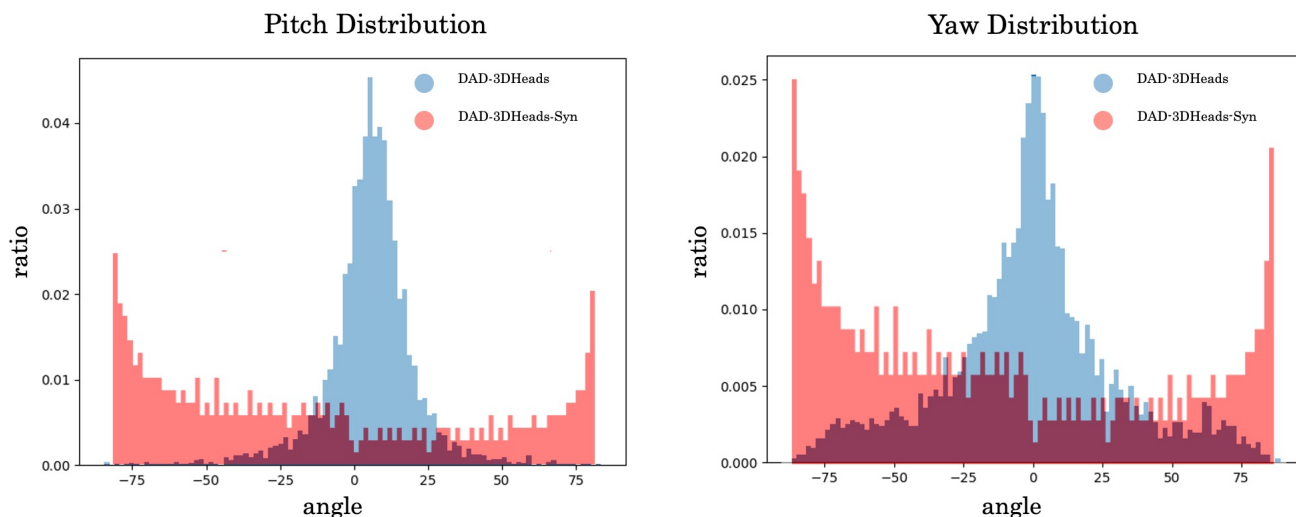 Pitch Distribution
DAD-3DHeads
DAD-3DHeads-Syn
0.04
0.03
0.02
0.01
0.00
ratio
−75
−50
−25
0
25
50
75
angle
Yaw Distribution
DAD-3DHeads
DAD-3DHeads-Syn
0.025
0.020
0.015
0.010
0.005
0.000
ratio
−75
−50
−25
0
25
50
75
angle